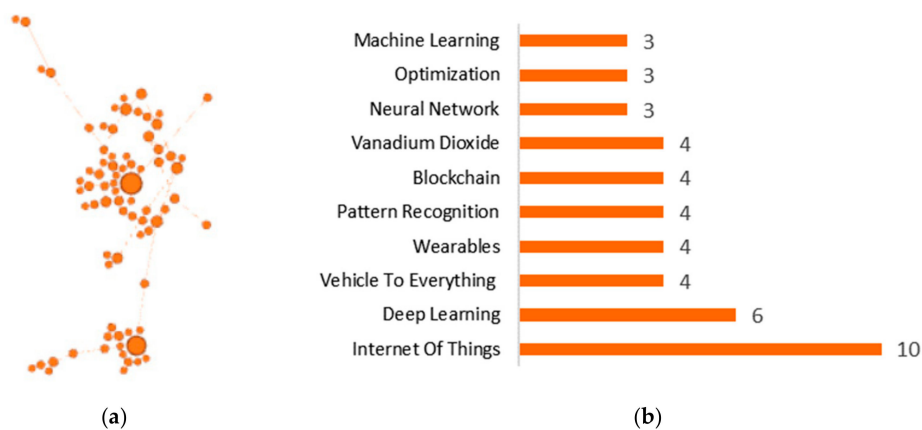 Machine Learning 3
Optimization 3
Neural Network 3
Vanadium Dioxide 4
Blockchain 4
Pattern Recognition 4
Wearables 4
Vehicle To Everything 4
Deep Learning 6
Internet Of Things 10
(a) (b)